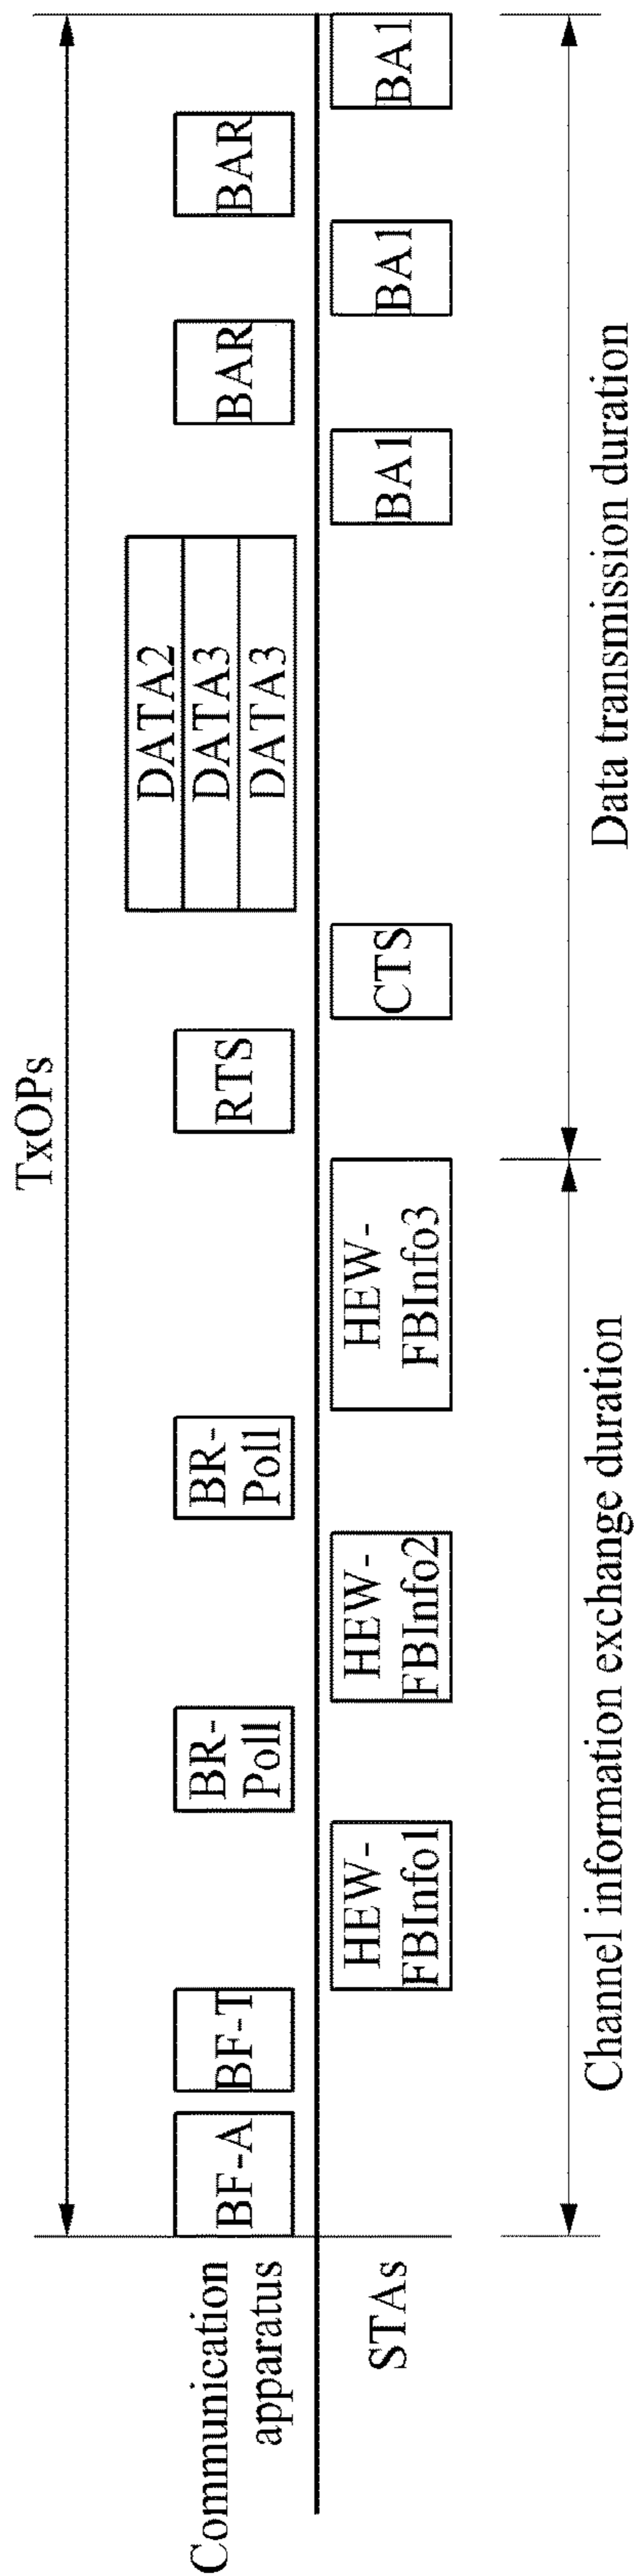 TxOPs
Communication
apparatus
BF-A
BF-T
BR-
Poll
BR-
Poll
RTS
DATA2
DATA3
DATA3
BAR
BAR
STAs
HEW-
FBInfo1
HEW-
FBInfo2
HEW-
FBInfo3
CTS
BA1
BA1
BA1
Channel information exchange duration
Data transmission duration